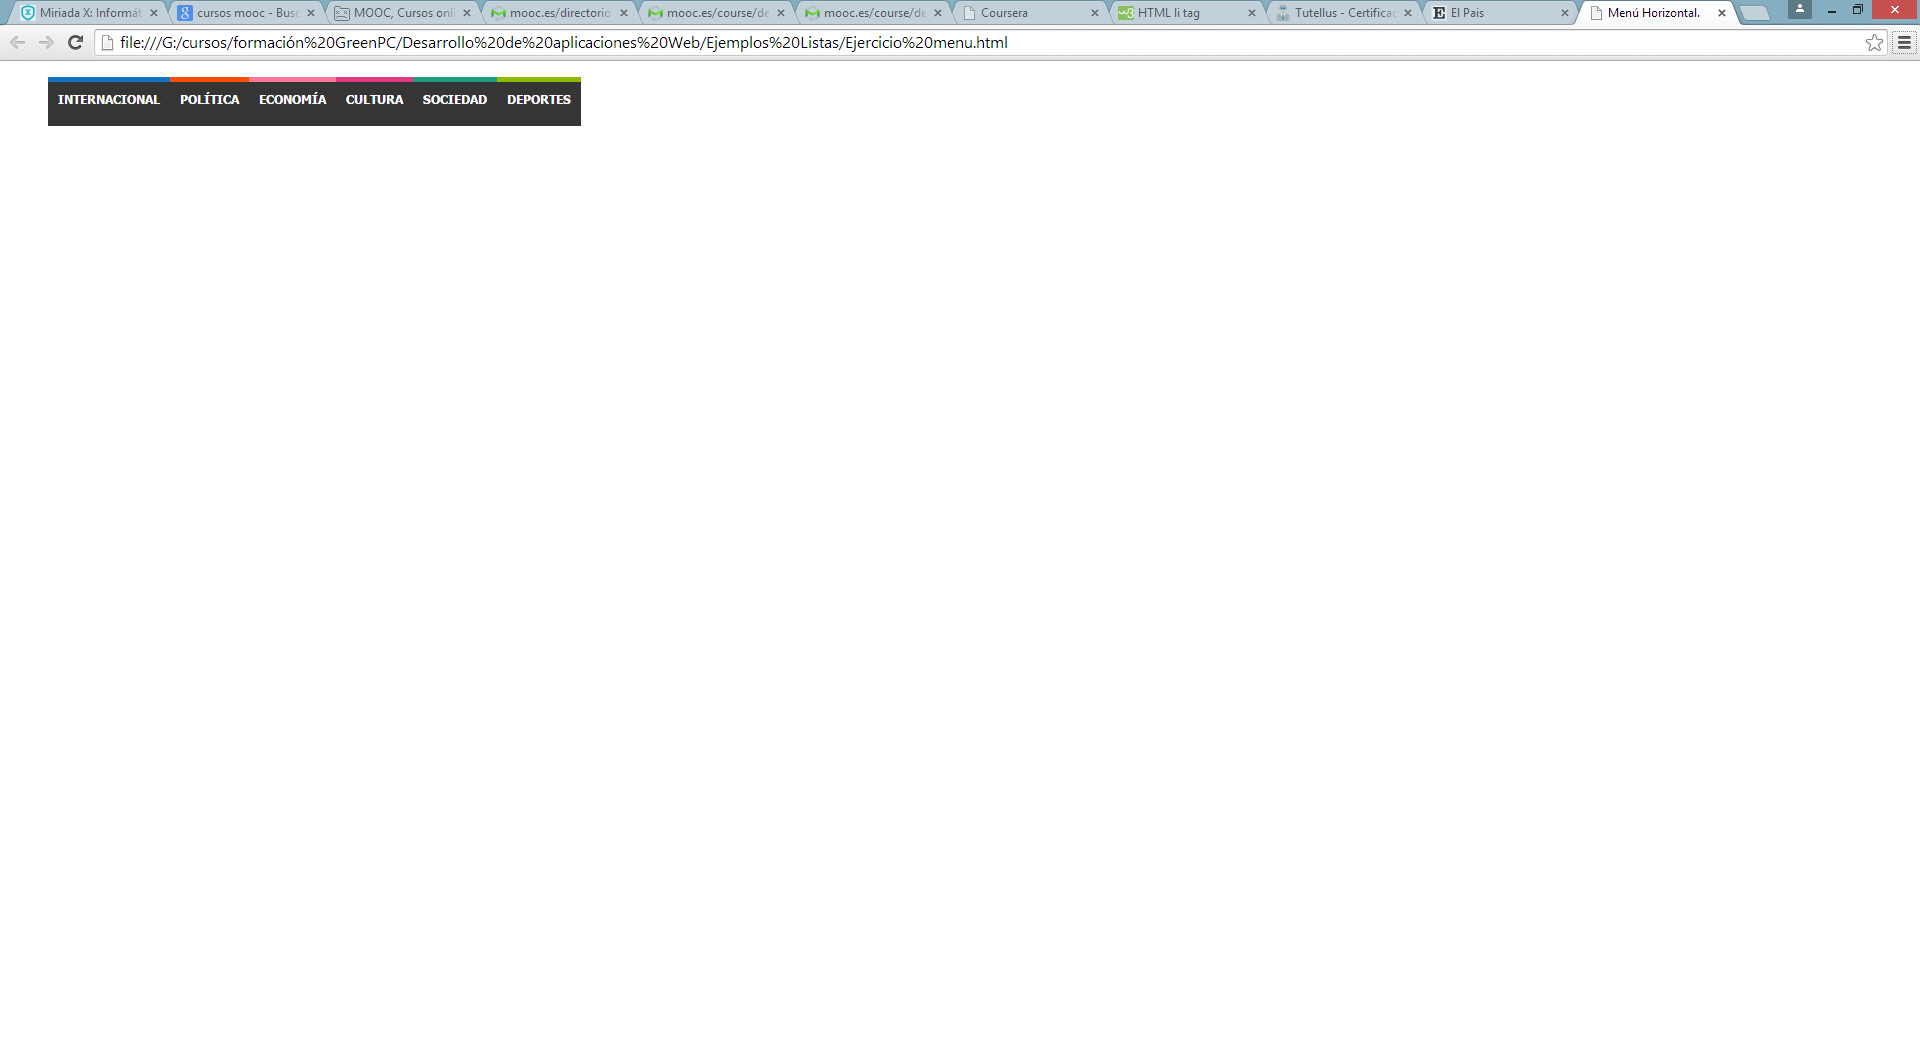 Miriada X: Informát cursos mooc - Busc MOOC, Cursos onli mooc.es/directorio mooc.es/course/de mooc.es/course/de Coursera HTML li tag Tutellus - Certificac El Pais Menú Horizontal.
file:///G:/cursos/formación%20GreenPC/Desarrollo%20de%20aplicaciones%20Web/Ejemplos%20Listas/Ejercicio%20menu.html
INTERNACIONAL POLÍTICA ECONOMÍA CULTURA SOCIEDAD DEPORTES